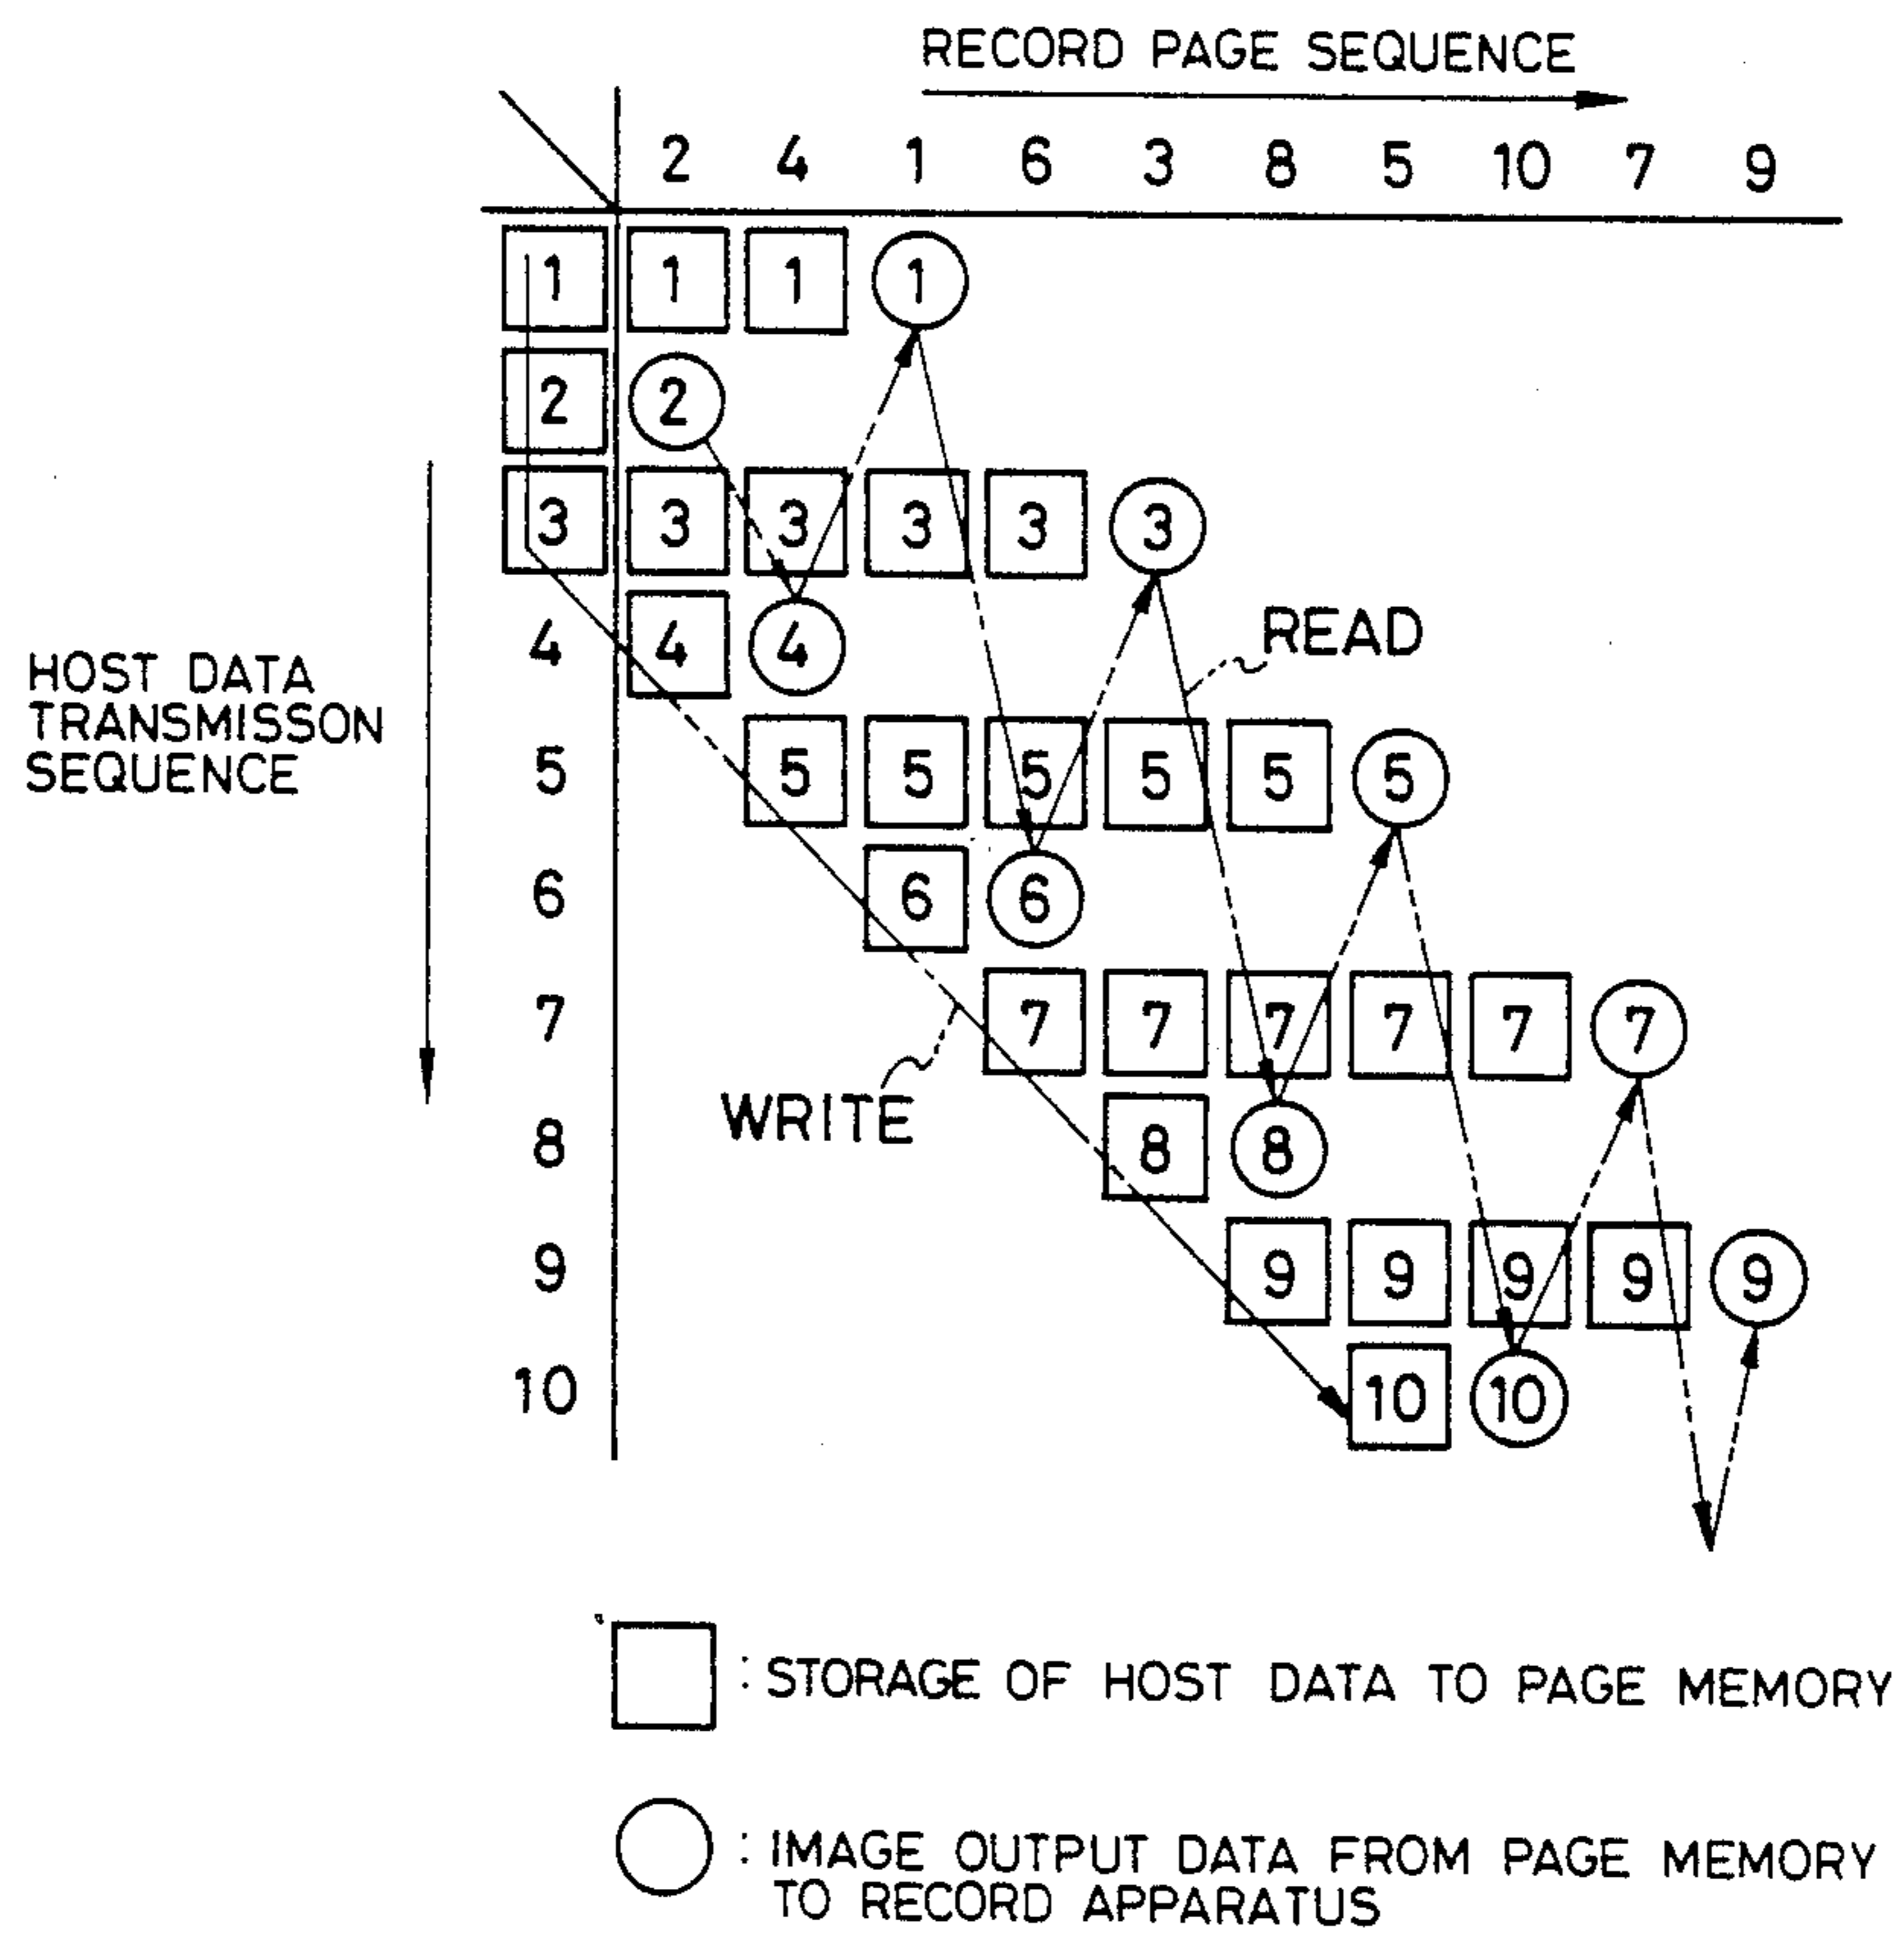 RECORD PAGE SEQUENCE
2 4 1 6 3 8 5 10 7 9
1 1 1 1
2 2
3 3 3 3 3 3
4 4 4
READ
HOST DATA
TRANSMISSON
SEQUENCE
5 5 5 5 5 5 5
6 6 6
7 7 7 7 7 7 7
WRITE
8 8 8
9 9 9 9 9 9
10 10 10
: STORAGE OF HOST DATA TO PAGE MEMORY
: IMAGE OUTPUT DATA FROM PAGE MEMORY
TO RECORD APPARATUS